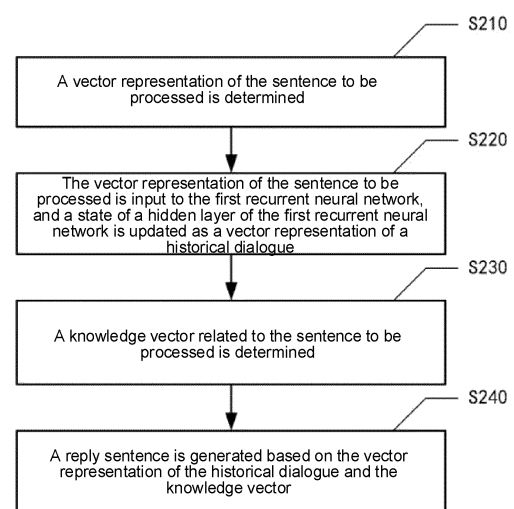 S210
A vector representation of the sentence to be
processed is determined
S220
The vector representation of the sentence to be
processed is input to the first recurrent neural network,
and a state of a hidden layer of the first recurrent neural
network is updated as a vector representation of a
historical dialogue
S230
A knowledge vector related to the sentence to be
processed is determined
S240
A reply sentence is generated based on the vector
representation of the historical dialogue and the
knowledge vector